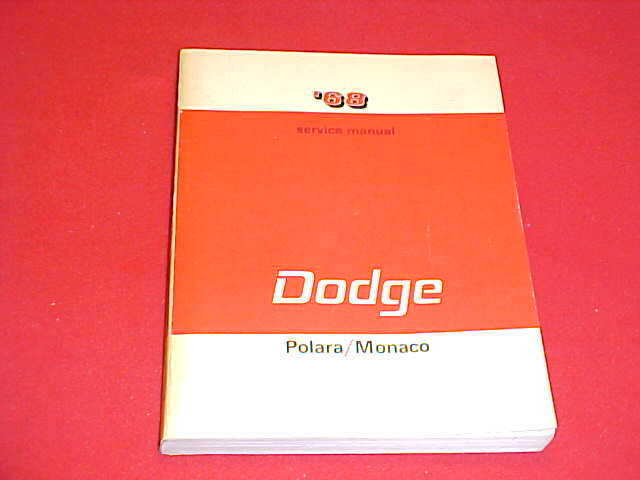 '68
service manual
Dodge
Polara/Monaco